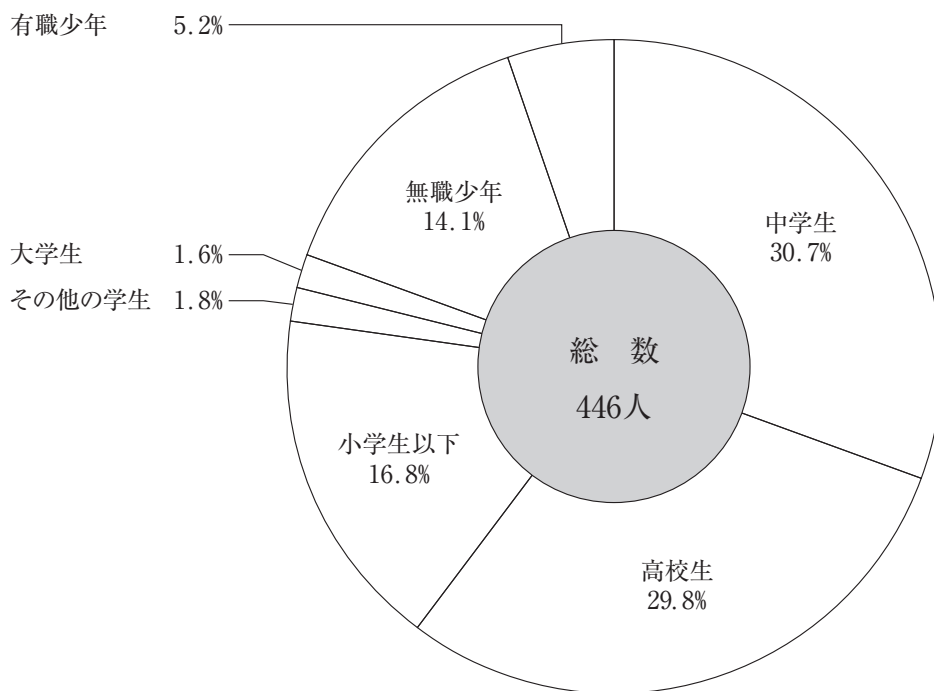 有職少年 5.2%
無職少年
14.1%
中学生
30.7%
大学生 1.6%
その他の学生 1.8%
総 数
446人
小学生以下
16.8%
高校生
29.8%